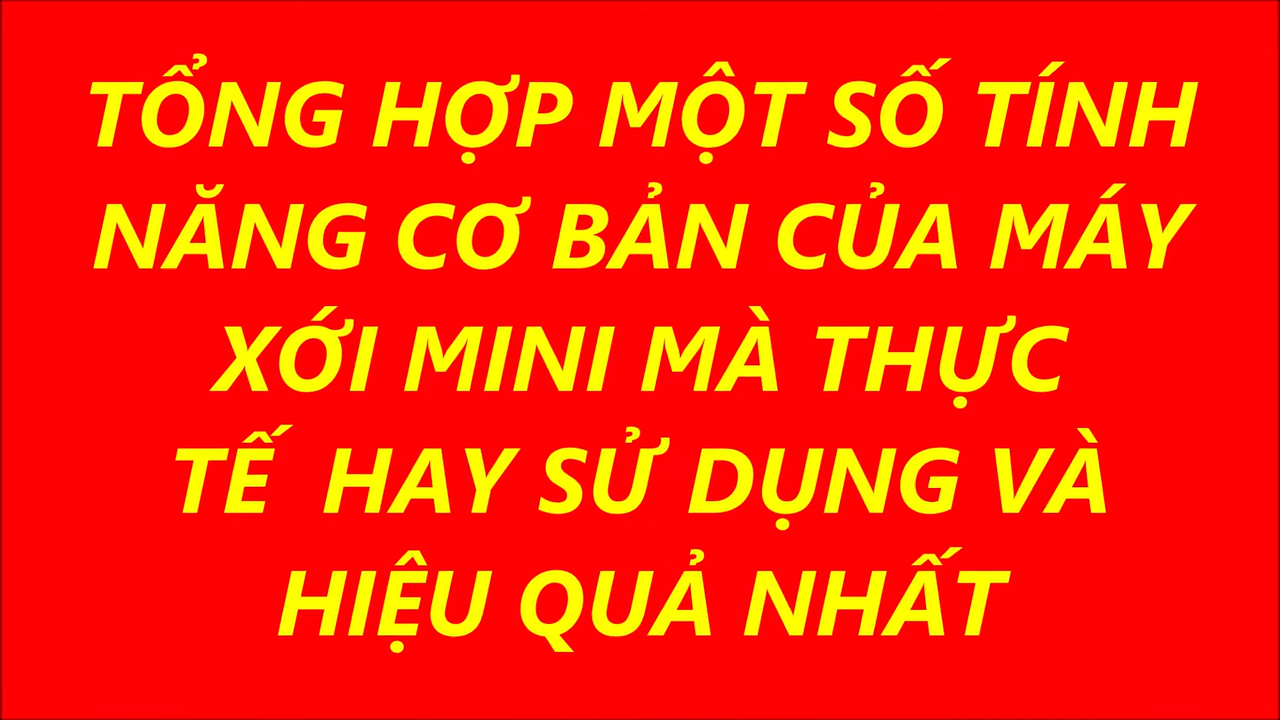 TỔNG HỢP MỘT SỐ TÍNH
NĂNG CƠ BẢN CỦA MÁY
XỚI MINI MÀ THỰC
TẾ HAY SỬ DỤNG VÀ
HIỆU QUẢ NHẤT